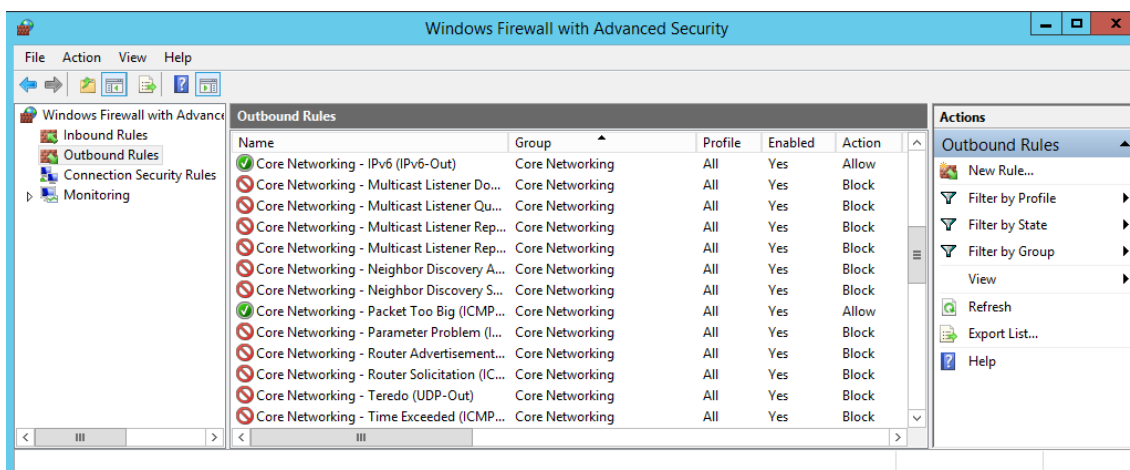 Windows Firewall with Advanced Security
File Action View Help
Windows Firewall with Advance
Inbound Rules
Outbound Rules
Connection Security Rules
Monitoring
Outbound Rules
Name Group Profile Enabled Action
Core Networking - IPv6 (IPv6-Out) Core Networking All Yes Allow
Core Networking - Multicast Listener Do... Core Networking All Yes Block
Core Networking - Multicast Listener Qu... Core Networking All Yes Block
Core Networking - Multicast Listener Rep... Core Networking All Yes Block
Core Networking - Multicast Listener Rep... Core Networking All Yes Block
Core Networking - Neighbor Discovery A... Core Networking All Yes Block
Core Networking - Neighbor Discovery S... Core Networking All Yes Block
Core Networking - Packet Too Big (ICMP... Core Networking All Yes Allow
Core Networking - Parameter Problem (I... Core Networking All Yes Block
Core Networking - Router Advertisement... Core Networking All Yes Block
Core Networking - Router Solicitation (IC... Core Networking All Yes Block
Core Networking - Teredo (UDP-Out) Core Networking All Yes Block
Core Networking - Time Exceeded (ICMP... Core Networking All Yes Block
Actions
Outbound Rules
New Rule...
Filter by Profile
Filter by State
Filter by Group
View
Refresh
Export List...
Help